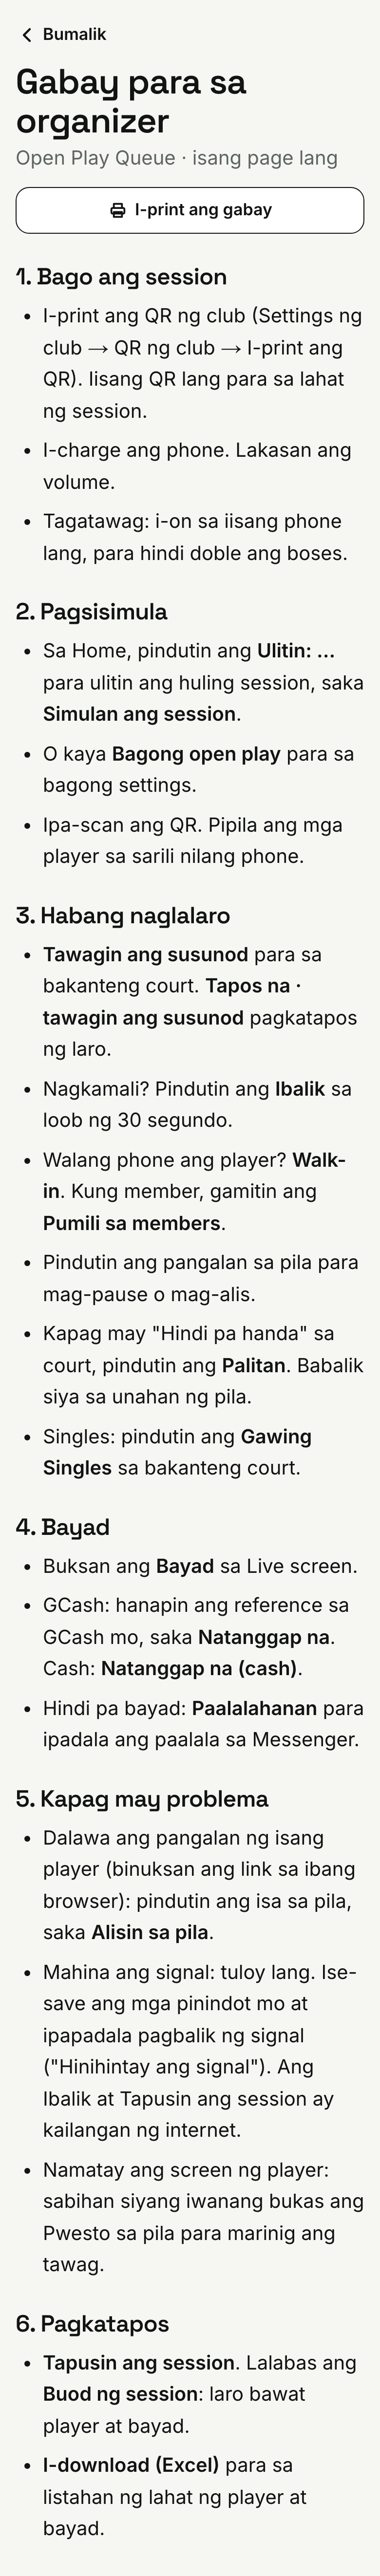 Bumalik
Gabay para sa
organizer
Open Play Queue · isang page lang
I-print ang gabay
1. Bago ang session
• I-print ang QR ng club (Settings ng
club → QR ng club → I-print ang
QR). Iisang QR lang para sa lahat
ng session.
• I-charge ang phone. Lakasan ang
volume.
• Tagatawag: i-on sa iisang phone
lang, para hindi doble ang boses.
2. Pagsisimula
• Sa Home, pindutin ang Ulitin: ...
para ulitin ang huling session, saka
Simulan ang session.
• O kaya Bagong open play para sa
bagong settings.
• Ipa-scan ang QR. Pipila ang mga
player sa sarili nilang phone.
3. Habang naglalaro
• Tawagin ang susunod para sa
bakanteng court. Tapos na ·
tawagin ang susunod pagkatapos
ng laro.
• Nagkamali? Pindutin ang Ibalik sa
loob ng 30 segundo.
• Walang phone ang player? Walk-
in. Kung member, gamitin ang
Pumili sa members.
• Pindutin ang pangalan sa pila para
mag-pause o mag-alis.
• Kapag may "Hindi pa handa" sa
court, pindutin ang Palitan. Babalik
siya sa unahan ng pila.
• Singles: pindutin ang Gawing
Singles sa bakanteng court.
4. Bayad
• Buksan ang Bayad sa Live screen.
• GCash: hanapin ang reference sa
GCash mo, saka Natanggap na.
Cash: Natanggap na (cash).
• Hindi pa bayad: Paalalahanan para
ipadala ang paalala sa Messenger.
5. Kapag may problema
• Dalawa ang pangalan ng isang
player (binuksan ang link sa ibang
browser): pindutin ang isa sa pila,
saka Alisin sa pila.
• Mahina ang signal: tuloy lang. Ise-
save ang mga pinindot mo at
ipapadala pagbalik ng signal
("Hinihintay ang signal"). Ang
Ibalik at Tapusin ang session ay
kailangan ng internet.
• Namatay ang screen ng player:
sabihan siyang iwanang bukas ang
Pwesto sa pila para marinig ang
tawag.
6. Pagkatapos
• Tapusin ang session. Lalabas ang
Buod ng session: laro bawat
player at bayad.
• I-download (Excel) para sa
listahan ng lahat ng player at
bayad.